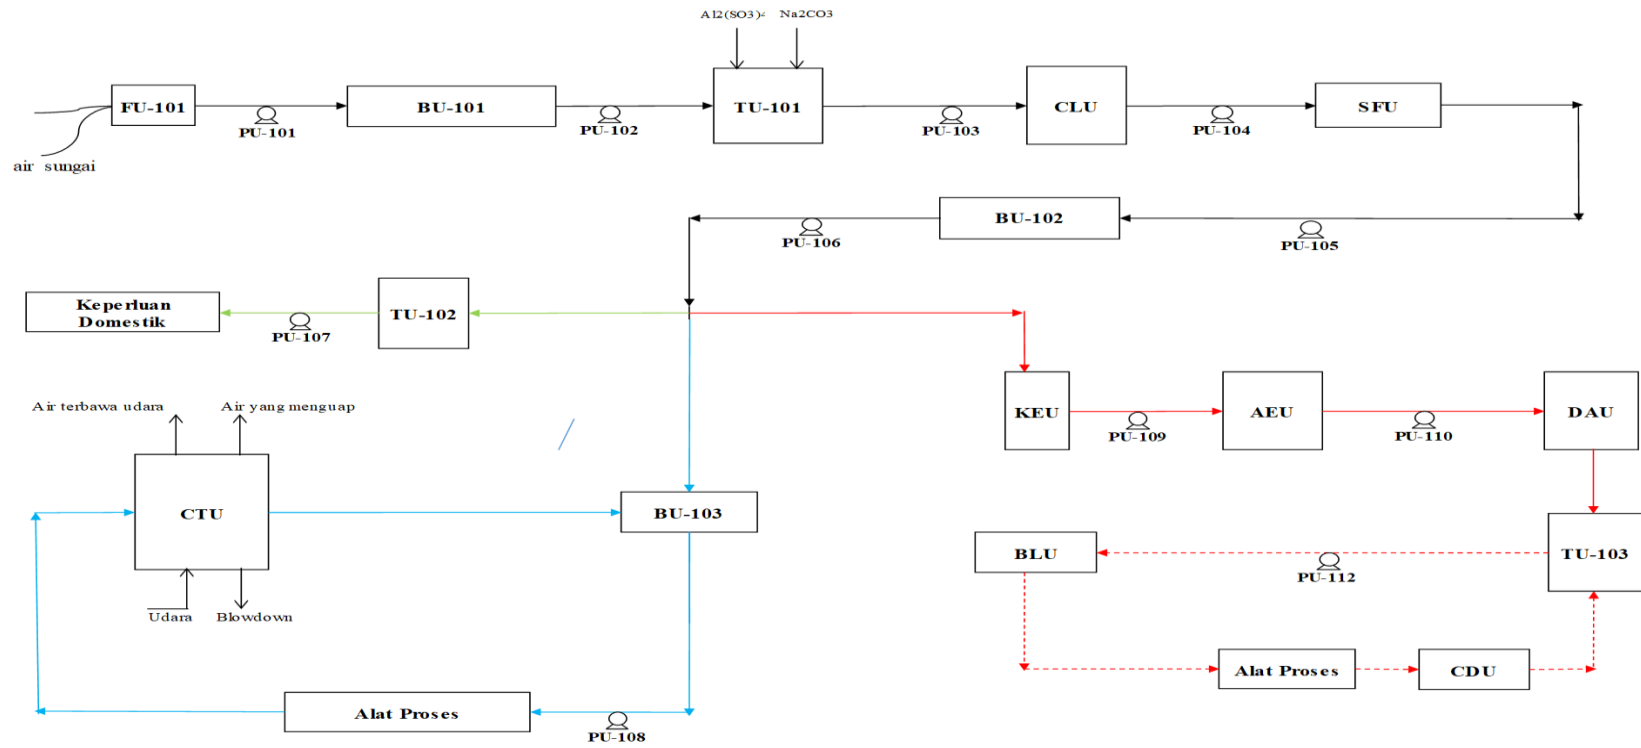 Al2(SO3)4 Na2CO3
FU-101
BU-101
TU-101
CLU
SFU
PU-101
PU-102
PU-103
PU-104
air sungai
BU-102
PU-106
PU-105
Keperluan
Domestik
TU-102
PU-107
KEU
AEU
DAU
PU-109
PU-110
Air terbawa udara
Air yang menguap
CTU
BU-103
Udara
Blowdown
BLU
TU-103
PU-112
Alat Proses
CDU
Alat Proses
PU-108